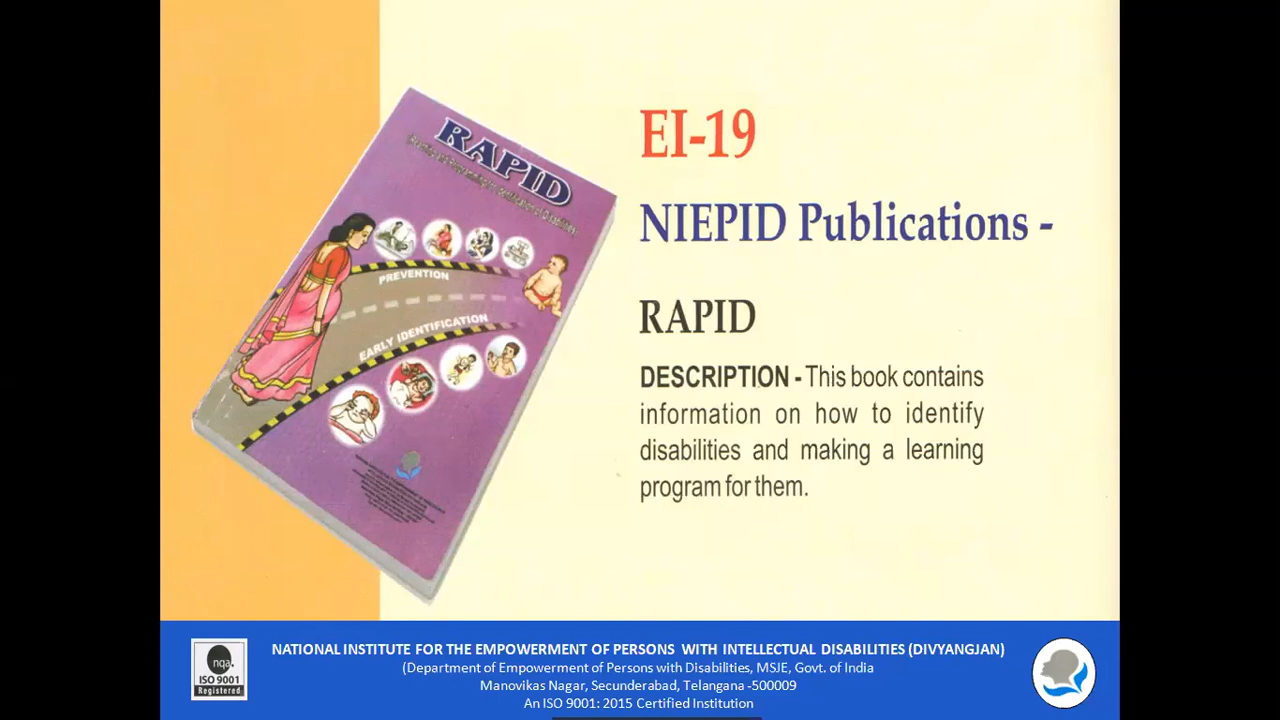 RAPID
PREVENTION
EARLY IDENTIFICATION
EI-19
NIEPID Publications -
RAPID
DESCRIPTION - This book contains
information on how to identify
disabilities and making a learning
program for them.
nqa.
ISO 9001
Registered
NATIONAL INSTITUTE FOR THE EMPOWERMENT OF PERSONS WITH INTELLECTUAL DISABILITIES (DIVYANGJAN)
(Department of Empowerment of Persons with Disabilities, MSJE, Govt. of India
Manovikas Nagar, Secunderabad, Telangana -500009
An ISO 9001: 2015 Certified Institution